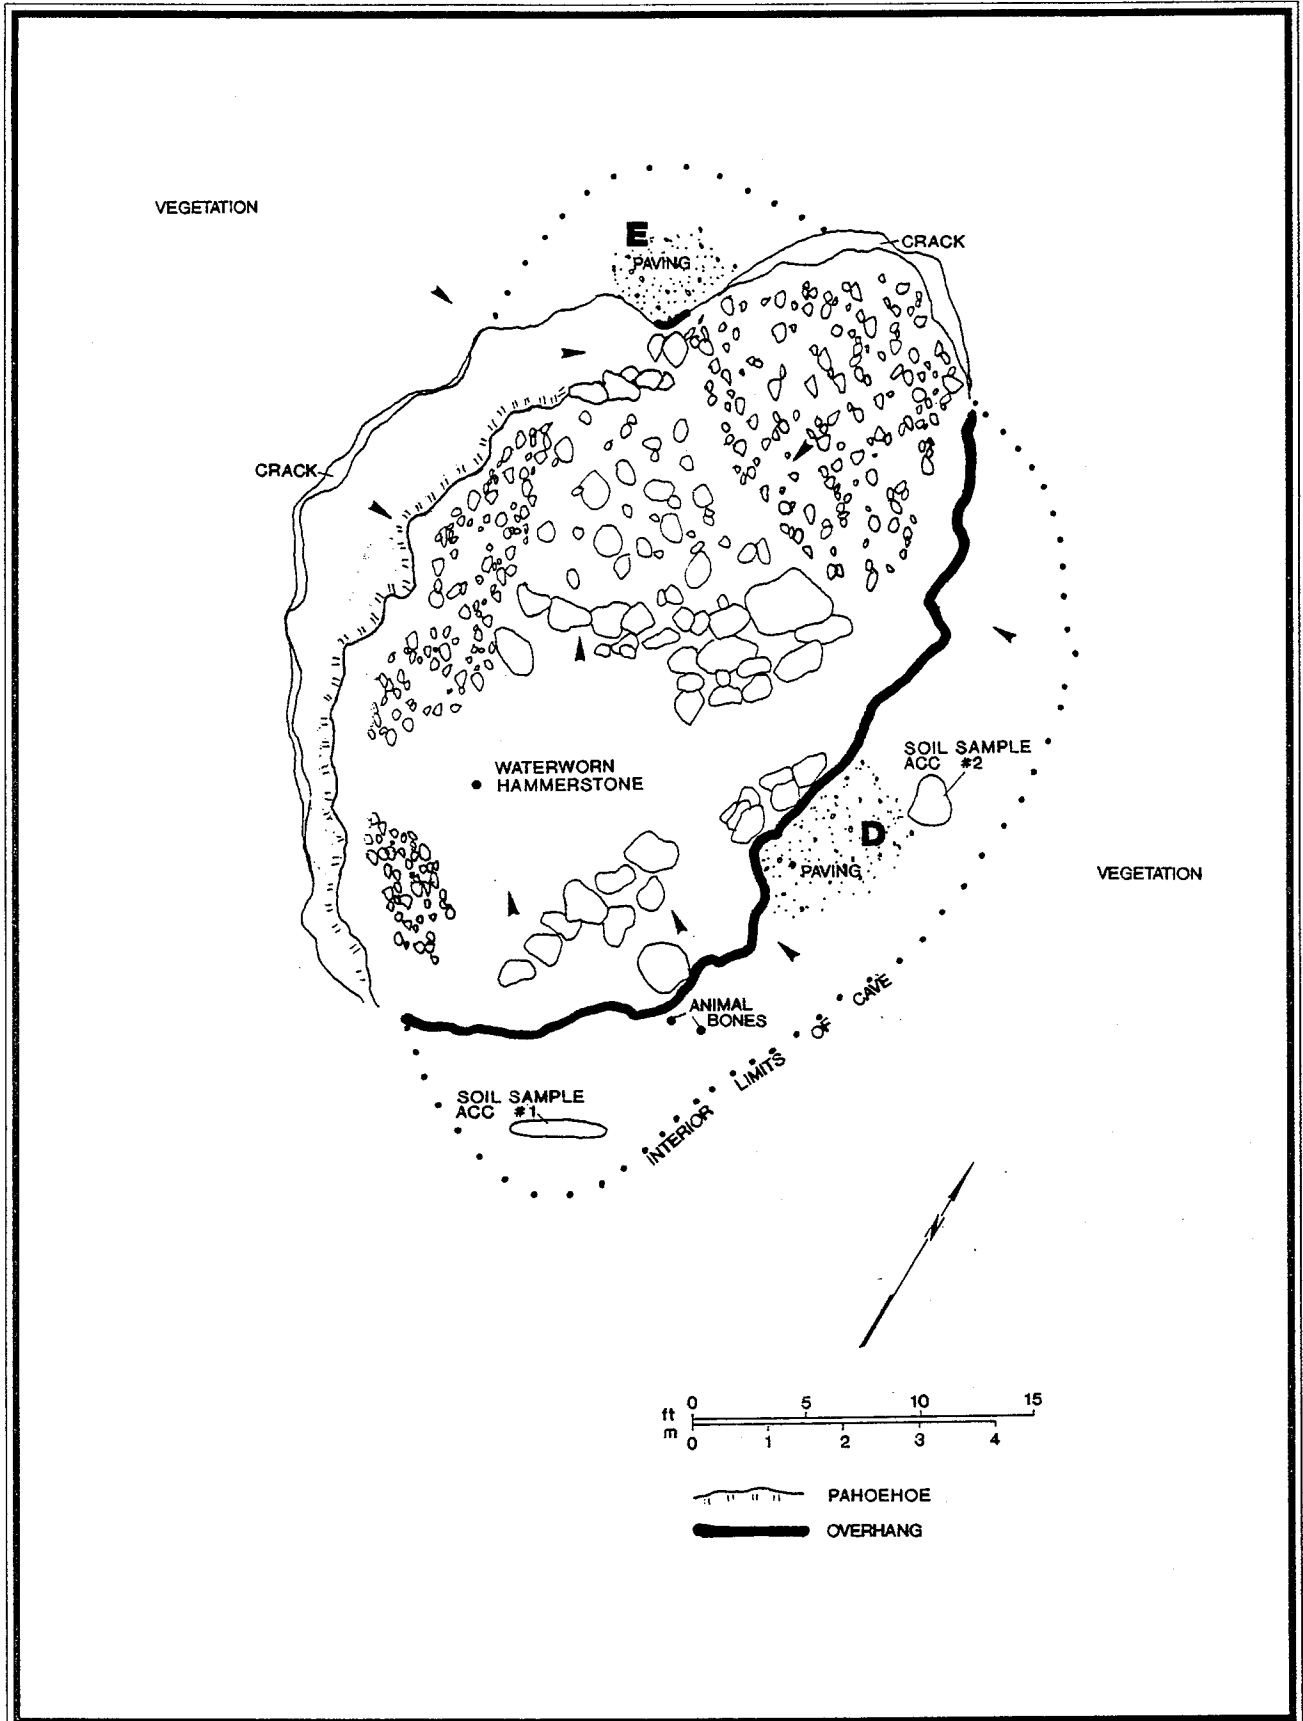 VEGETATION
E
PAVING
CRACK
CRACK
WATERWORN
HAMMERSTONE
SOIL SAMPLE
ACC #2
D
PAVING
VEGETATION
ANIMAL
BONES
SOIL SAMPLE
ACC #1
INTERIOR LIMITS OF CAVE
N
0 5 10 15
ft
m
0 1 2 3 4
PAHOEHOE
OVERHANG